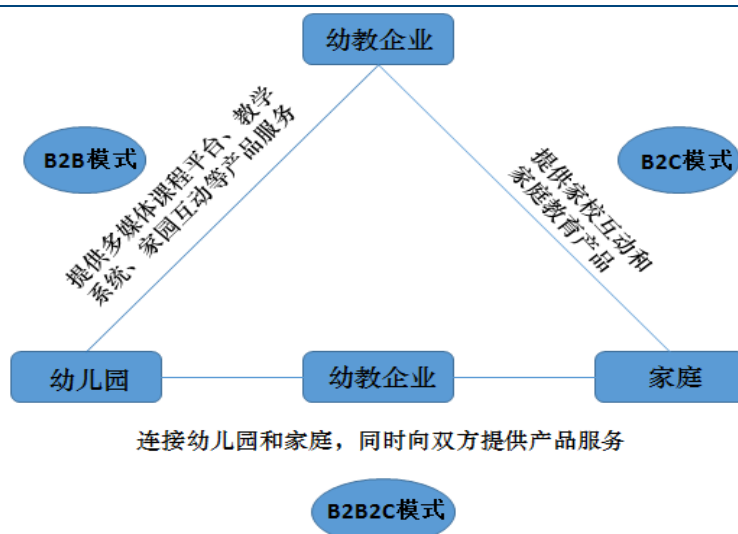 幼教企业
B2B模式
提供多媒体课程平台、教学
系统、家园互动等产品服务
B2C模式
提供家校互动和
家庭教育产品
幼儿园
幼教企业
家庭
连接幼儿园和家庭，同时向双方提供产品服务
B2B2C模式